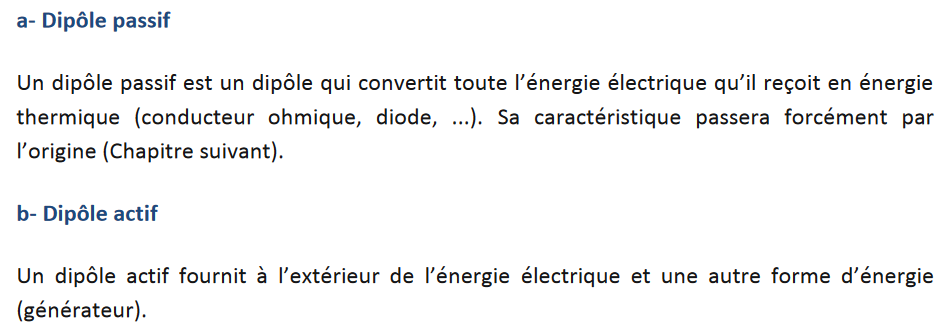 a- Dipôle passif
Un dipôle passif est un dipôle qui convertit toute l’énergie électrique qu’il reçoit en énergie
thermique (conducteur ohmique, diode, ...). Sa caractéristique passera forcément par
l’origine (Chapitre suivant).
b- Dipôle actif
Un dipôle actif fournit à l’extérieur de l’énergie électrique et une autre forme d’énergie
(générateur).